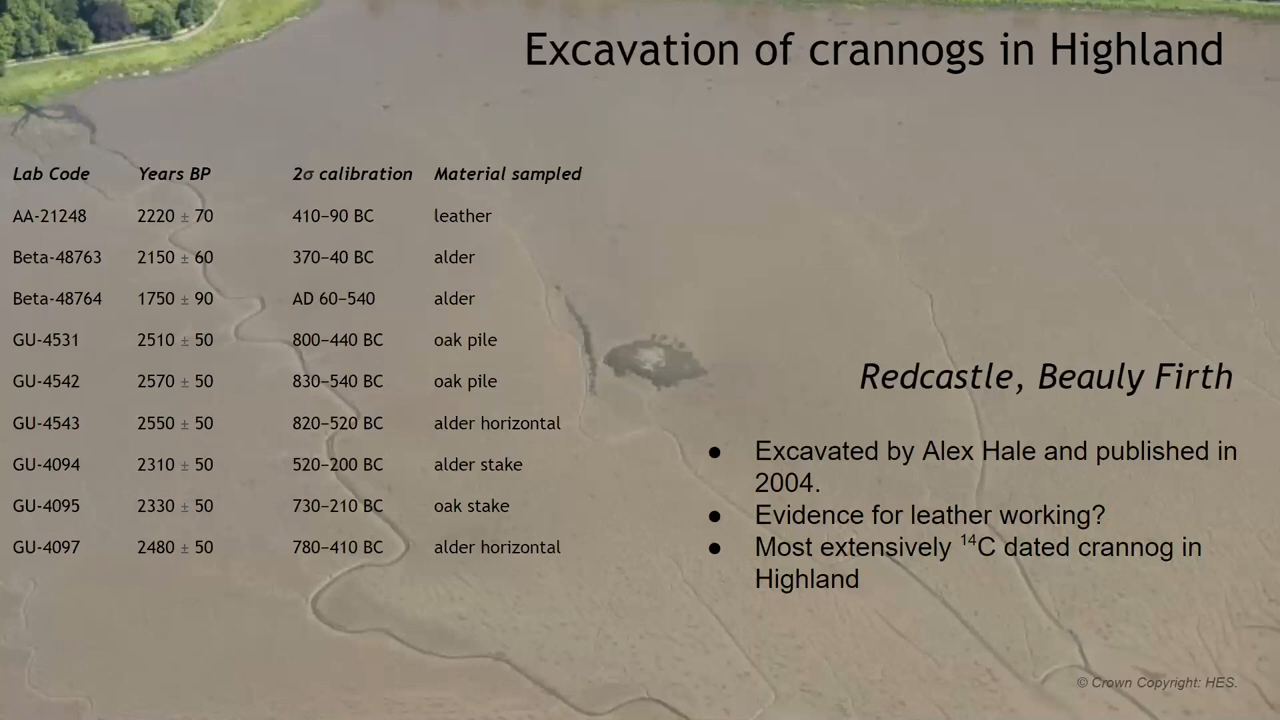 Excavation of crannogs in Highland
Lab Code Years BP 2σ calibration Material sampled
AA-21248 2220 ± 70 410–90 BC leather
Beta-48763 2150 ± 60 370–40 BC alder
Beta-48764 1750 ± 90 AD 60–540 alder
GU-4531 2510 ± 50 800–440 BC oak pile
GU-4542 2570 ± 50 830–540 BC oak pile
GU-4543 2550 ± 50 820–520 BC alder horizontal
GU-4094 2310 ± 50 520–200 BC alder stake
GU-4095 2330 ± 50 730–210 BC oak stake
GU-4097 2480 ± 50 780–410 BC alder horizontal
Redcastle, Beauly Firth
● Excavated by Alex Hale and published in
2004.
● Evidence for leather working?
● Most extensively ¹⁴C dated crannog in
Highland
© Crown Copyright: HES.